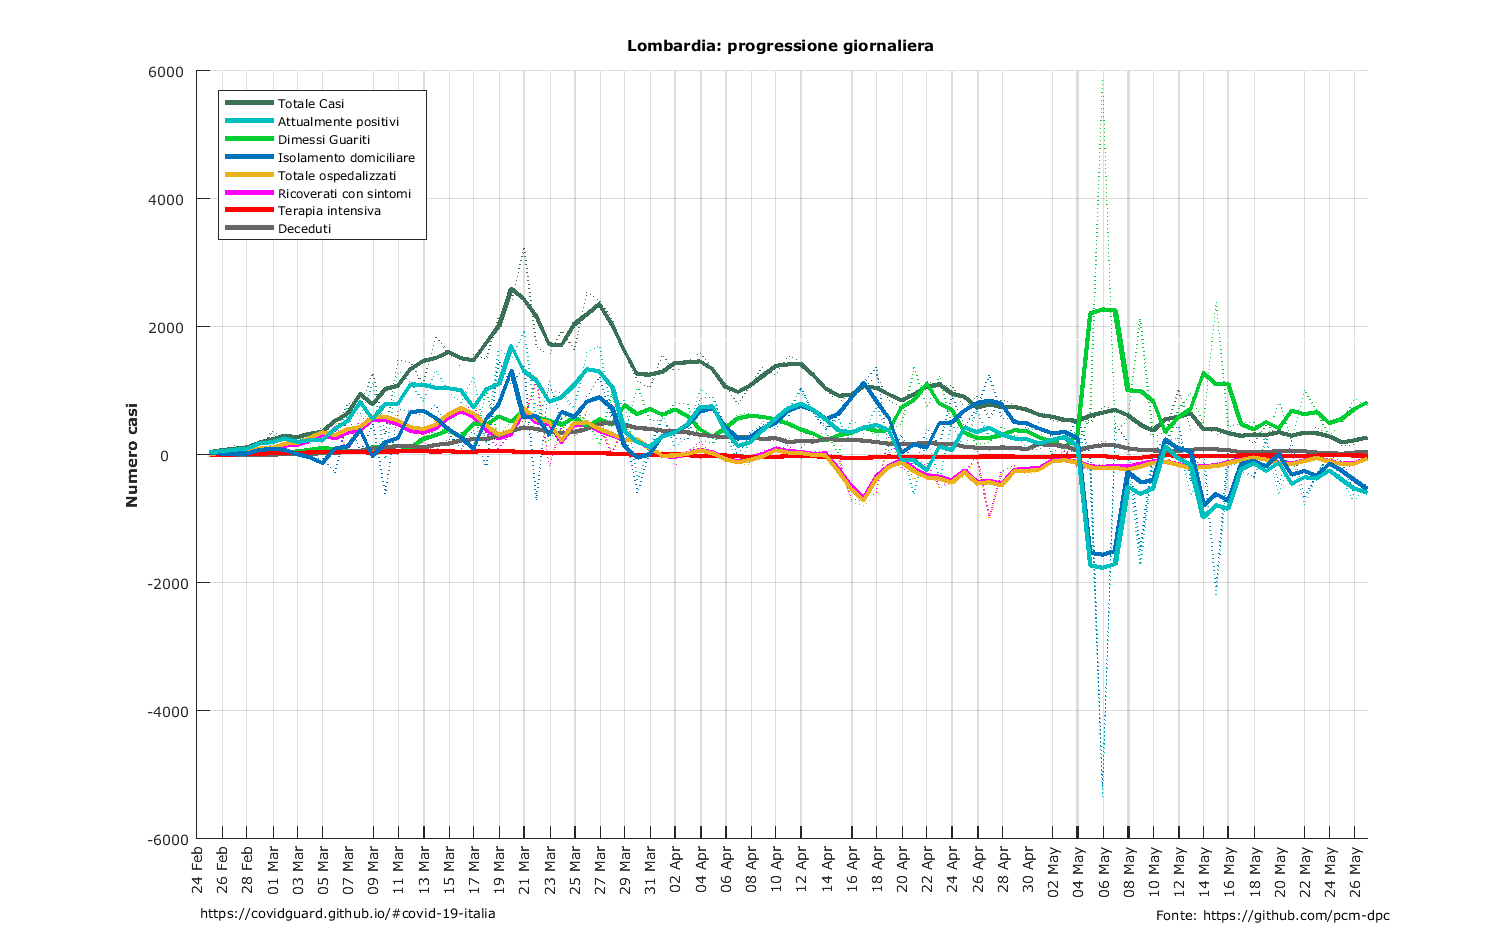 Lombardia: progressione giornaliera
Numero casi
6000
4000
2000
0
-2000
-4000
-6000
Totale Casi
Attualmente positivi
Dimessi Guariti
Isolamento domiciliare
Totale ospedalizzati
Ricoverati con sintomi
Terapia intensiva
Deceduti
24 Feb
26 Feb
28 Feb
01 Mar
03 Mar
05 Mar
07 Mar
09 Mar
11 Mar
13 Mar
15 Mar
17 Mar
19 Mar
21 Mar
23 Mar
25 Mar
27 Mar
29 Mar
31 Mar
02 Apr
04 Apr
06 Apr
08 Apr
10 Apr
12 Apr
14 Apr
16 Apr
18 Apr
20 Apr
22 Apr
24 Apr
26 Apr
28 Apr
30 Apr
02 May
04 May
06 May
08 May
10 May
12 May
14 May
16 May
18 May
20 May
22 May
24 May
26 May
https://covidguard.github.io/#covid-19-italia
Fonte: https://github.com/pcm-dpc